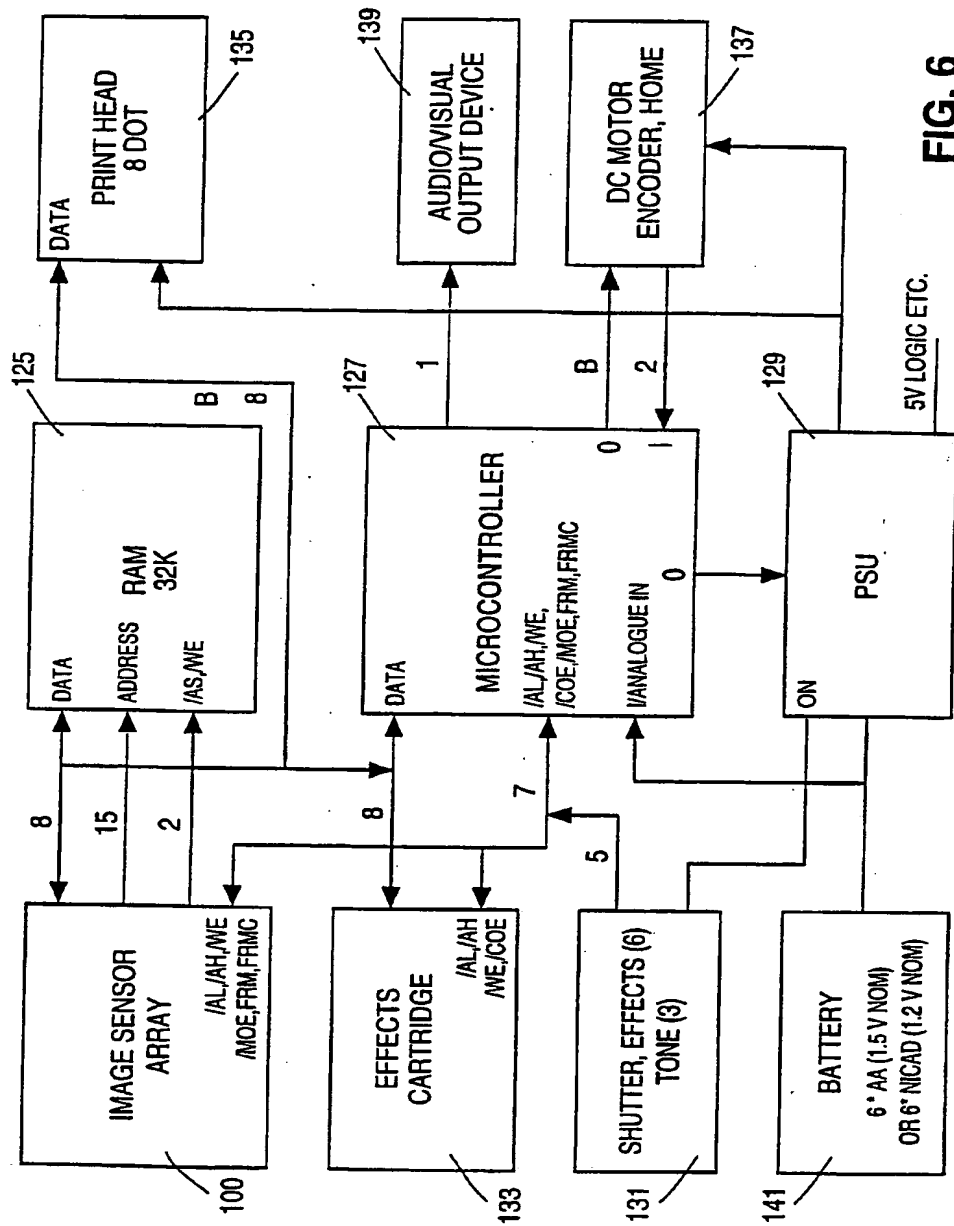 IMAGE SENSOR
ARRAY
/AL,/AH,/WE
/MOE,FRM,FRMC
100
8
15
2
DATA
ADDRESS
/AS,/WE
RAM
32K
125
B
8
DATA
PRINT HEAD
8 DOT
135
EFFECTS
CARTRIDGE
/AL,/AH
/WE,/COE
133
8
7
DATA
MICROCONTROLLER
/AL/AH,/WE,
/COE,/MOE,FRM,FRMC
I/ANALOGUE IN
0
0
I
127
1
AUDIO/VISUAL
OUTPUT DEVICE
139
B
2
DC MOTOR
ENCODER, HOME
137
SHUTTER, EFFECTS (6)
TONE (3)
131
5
BATTERY
6 * AA (1.5 V NOM)
OR 6* NICAD (1.2 V NOM)
141
ON
PSU
129
5V LOGIC ETC.
FIG. 6